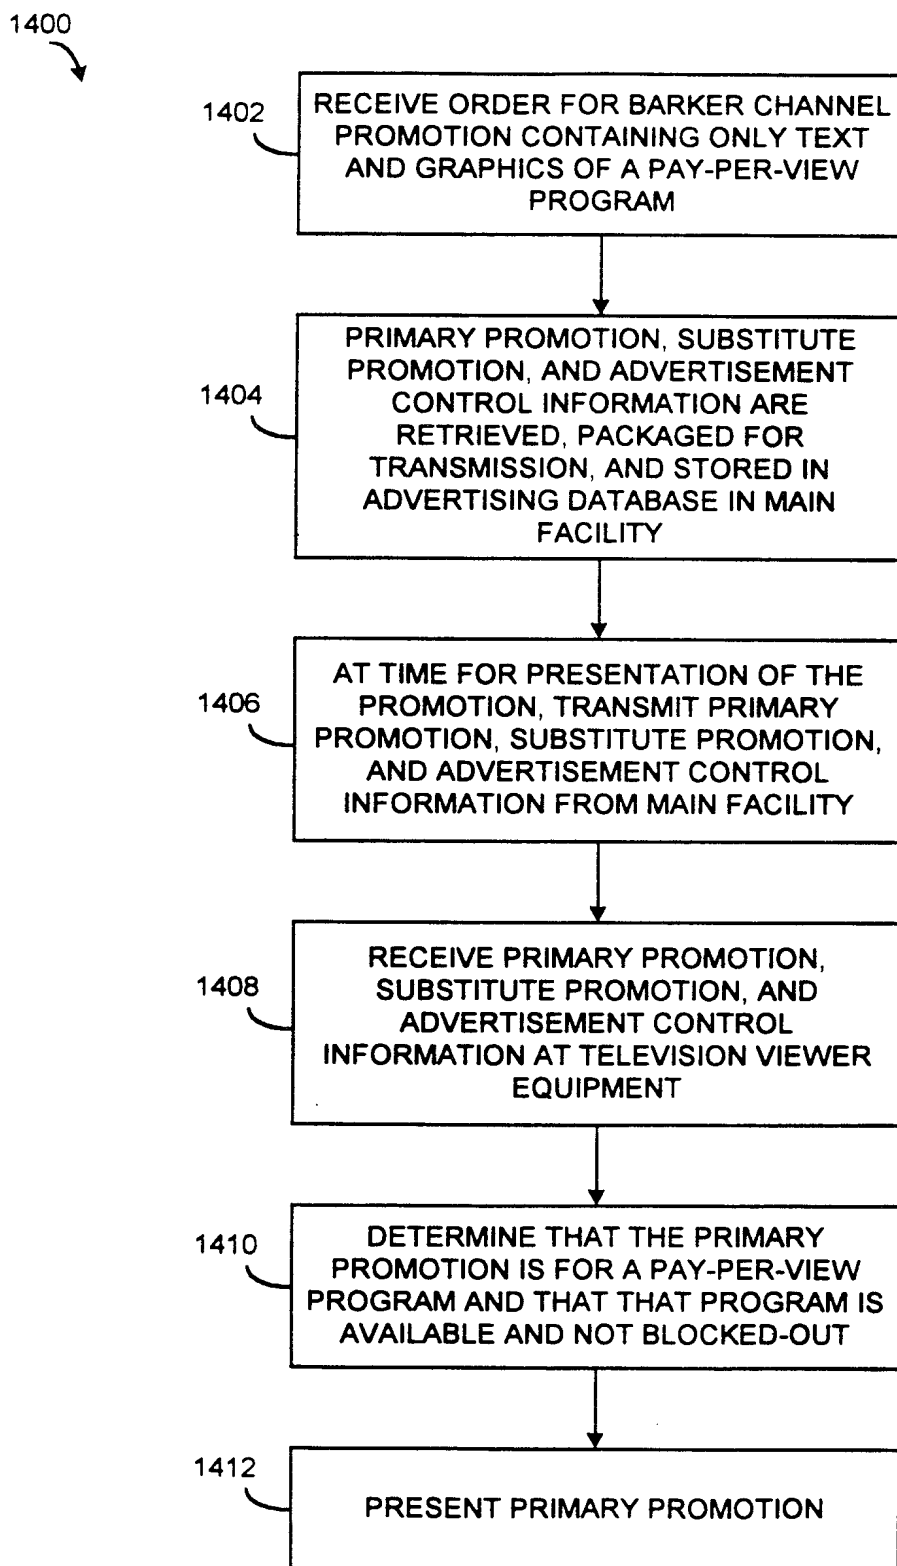 1400
1402
RECEIVE ORDER FOR BARKER CHANNEL
PROMOTION CONTAINING ONLY TEXT
AND GRAPHICS OF A PAY-PER-VIEW
PROGRAM
1404
PRIMARY PROMOTION, SUBSTITUTE
PROMOTION, AND ADVERTISEMENT
CONTROL INFORMATION ARE
RETRIEVED, PACKAGED FOR
TRANSMISSION, AND STORED IN
ADVERTISING DATABASE IN MAIN
FACILITY
1406
AT TIME FOR PRESENTATION OF THE
PROMOTION, TRANSMIT PRIMARY
PROMOTION, SUBSTITUTE PROMOTION,
AND ADVERTISEMENT CONTROL
INFORMATION FROM MAIN FACILITY
1408
RECEIVE PRIMARY PROMOTION,
SUBSTITUTE PROMOTION, AND
ADVERTISEMENT CONTROL
INFORMATION AT TELEVISION VIEWER
EQUIPMENT
1410
DETERMINE THAT THE PRIMARY
PROMOTION IS FOR A PAY-PER-VIEW
PROGRAM AND THAT THAT PROGRAM IS
AVAILABLE AND NOT BLOCKED-OUT
1412
PRESENT PRIMARY PROMOTION